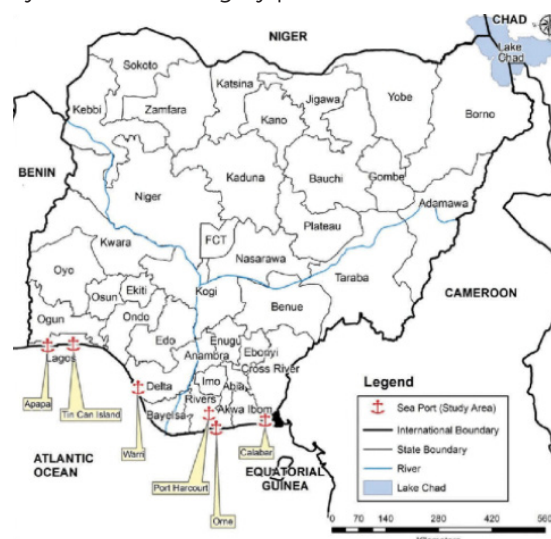 CHAD
NIGER
Lake
Chad
Sokoto
Katsina
Yobe
Jigawa
Borno
Kebbi
Zamfara
Kano
BENIN
Niger
Kaduna
Bauchi
Gombe
Adamawa
Plateau
FCT
Kwara
Nasarawa
Taraba
Oyo
Kogi
CAMEROON
Ekiti
Osun
Benue
Ogun
Ondo
Edo
Enugu
Anambra
Ebonyi
Cross River
Lagos
Delta
Imo
Abia
Rivers
Akwa Ibom
Bayelsa
Apapa
Tin Can Island
Warri
Calabar
ATLANTIC
OCEAN
Port Harcourt
EQUATORIAL
GUINEA
Orne
Legend
Sea Port (Study Area)
International Boundary
State Boundary
River
Lake Chad
0 70 140 280 420 560